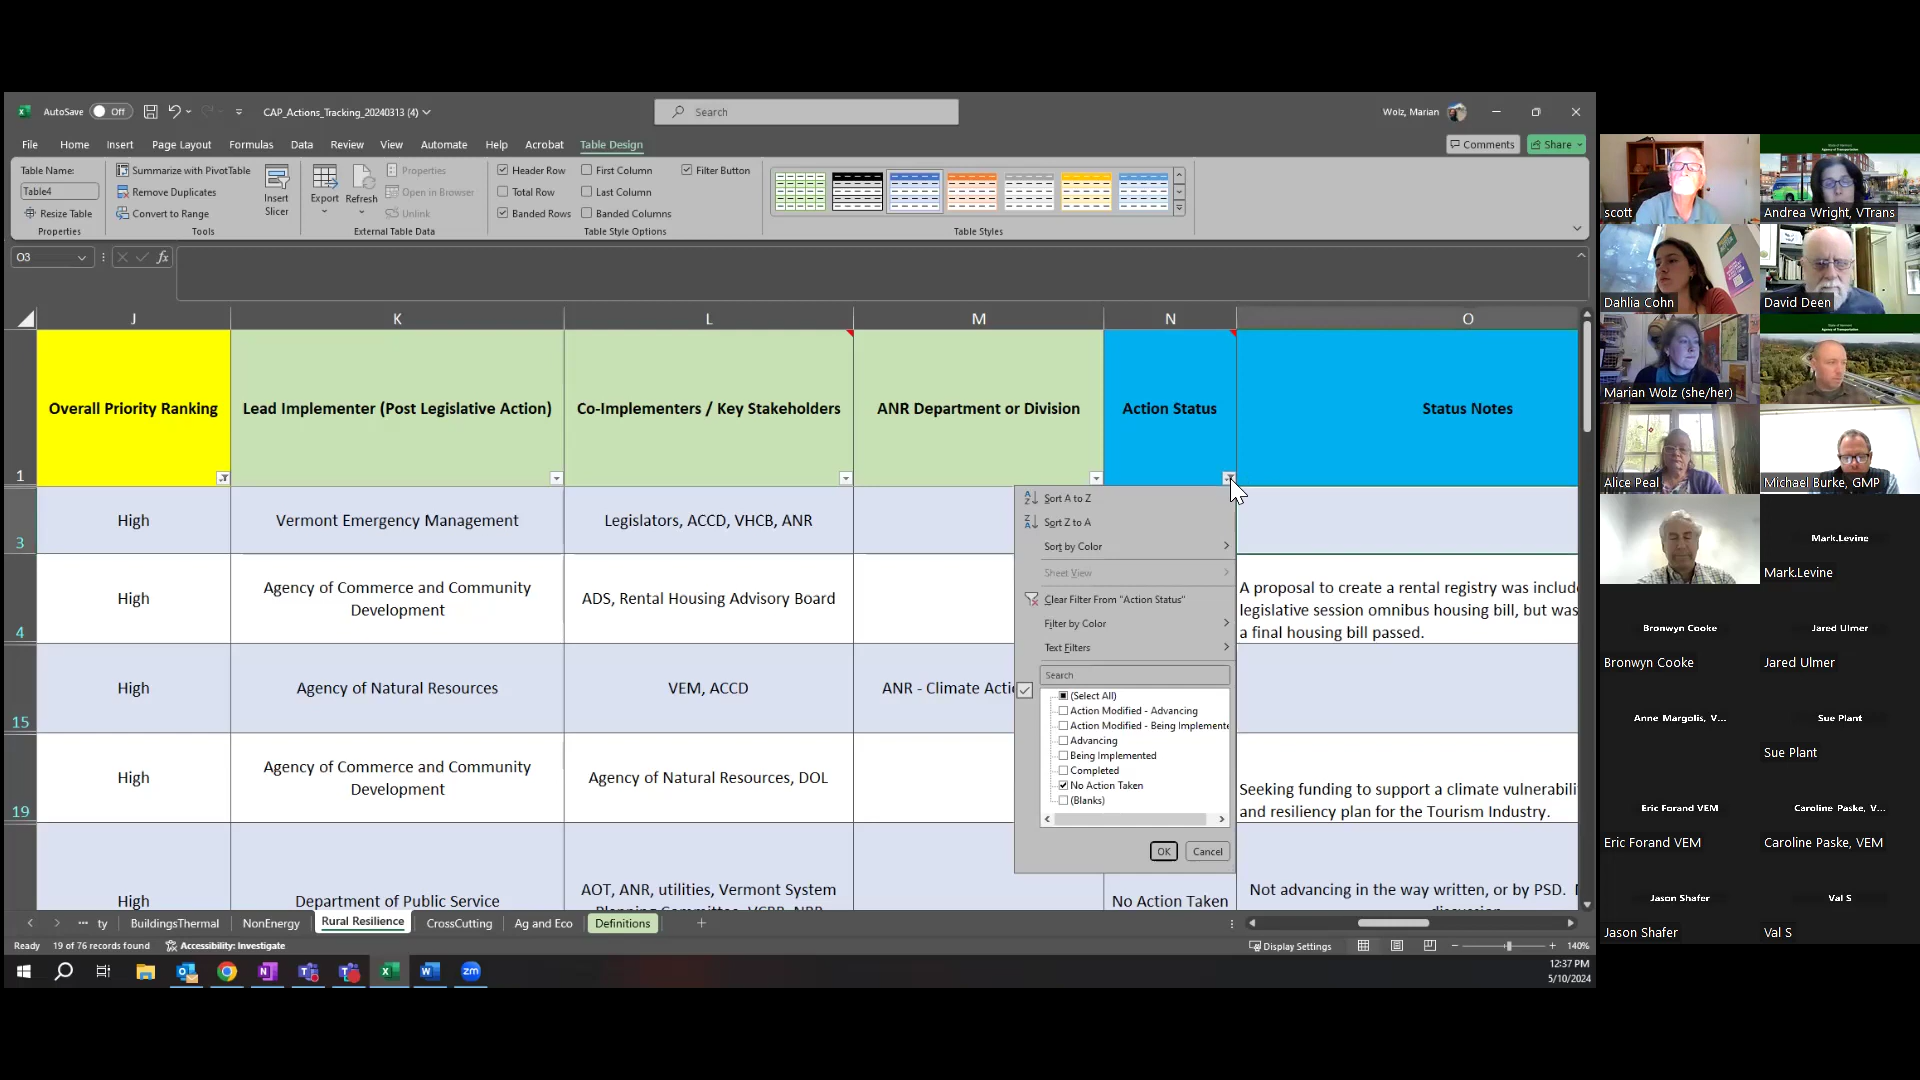 AutoSave Off
CAP_Actions_Tracking_20240313 (4)
Search
Wolz, Marian
File Home Insert Page Layout Formulas Data Review View Automate Help Acrobat Table Design
Comments Share
Table Name:
Table4
Resize Table
Properties
Summarize with PivotTable
Remove Duplicates
Convert to Range
Tools
Insert
Slicer
Export
Refresh
Properties
Open in Browser
Unlink
External Table Data
Header Row
Total Row
Banded Rows
First Column
Last Column
Banded Columns
Filter Button
Table Style Options
Table Styles
O3
fx
J K L M N O
1
Overall Priority Ranking
Lead Implementer (Post Legislative Action)
Co-Implementers / Key Stakeholders
ANR Department or Division
Action Status
Status Notes
3
High
Vermont Emergency Management
Legislators, ACCD, VHCB, ANR
4
High
Agency of Commerce and Community
Development
ADS, Rental Housing Advisory Board
A proposal to create a rental registry was include
legislative session omnibus housing bill, but was
a final housing bill passed.
15
High
Agency of Natural Resources
VEM, ACCD
ANR - Climate Acti
19
High
Agency of Commerce and Community
Development
Agency of Natural Resources, DOL
Seeking funding to support a climate vulnerabili
and resiliency plan for the Tourism Industry.
High
Department of Public Service
AOT, ANR, utilities, Vermont System
No Action Taken
Not advancing in the way written, or by PSD.
Sort A to Z
Sort Z to A
Sort by Color
Sheet View
Clear Filter From "Action Status"
Filter by Color
Text Filters
Search
(Select All)
Action Modified - Advancing
Action Modified - Being Implemente
Advancing
Being Implemented
Completed
No Action Taken
(Blanks)
OK Cancel
ty BuildingsThermal NonEnergy Rural Resilience CrossCutting Ag and Eco Definitions
Ready 19 of 76 records found Accessibility: Investigate
Display Settings
140%
12:37 PM
5/10/2024
scott
Andrea Wright, VTrans
Dahlia Cohn
David Deen
Marian Wolz (she/her)
Alice Peal
Michael Burke, GMP
Mark.Levine
Mark.Levine
Bronwyn Cooke
Bronwyn Cooke
Jared Ulmer
Jared Ulmer
Anne Margolis, V...
Sue Plant
Sue Plant
Eric Forand VEM
Eric Forand VEM
Caroline Paske, V...
Caroline Paske, VEM
Jason Shafer
Jason Shafer
Val S
Val S